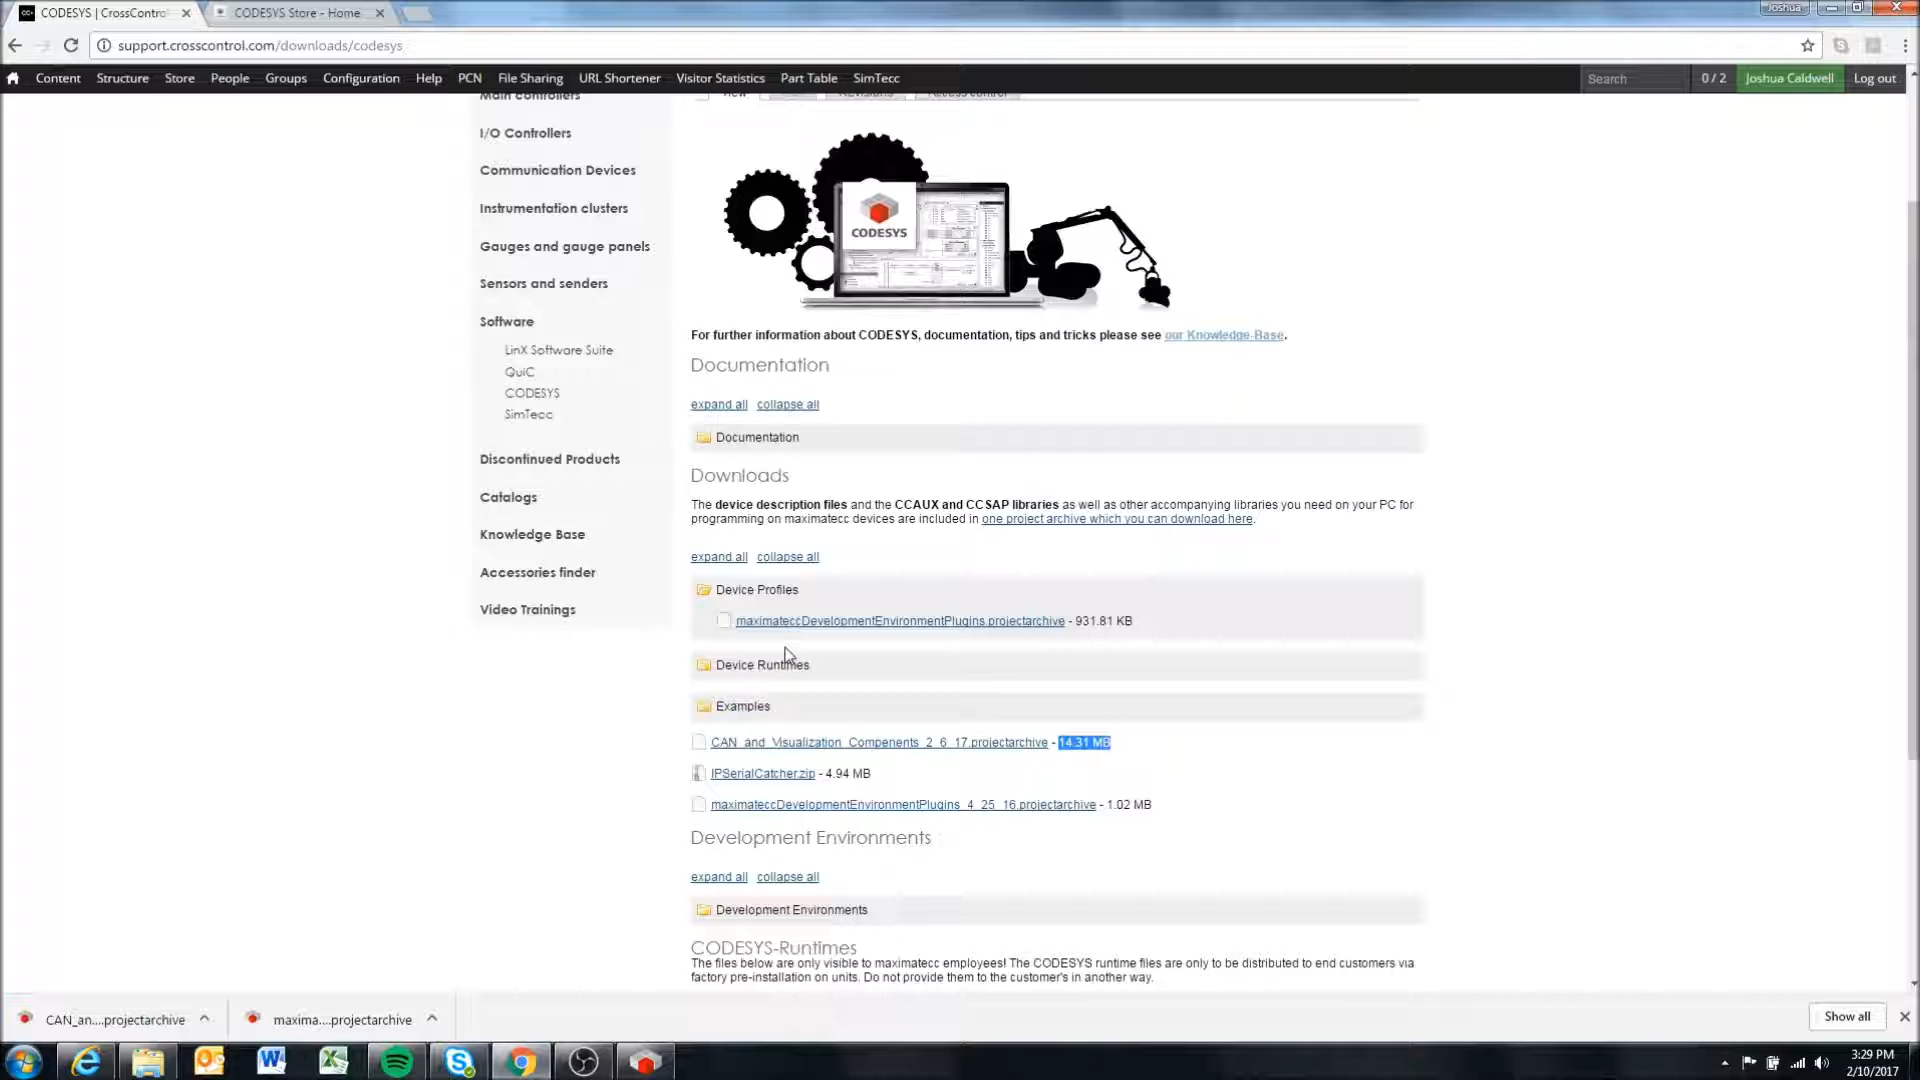 CODESYS | CrossContro
CODESYS Store - Home
Joshua
support.crosscontrol.com/downloads/codesys
Content Structure Store People Groups Configuration Help PCN File Sharing URL Shortener Visitor Statistics Part Table SimTecc
Search
0 / 2
Joshua Caldwell
Log out
Main controllers
I/O Controllers
Communication Devices
Instrumentation clusters
Gauges and gauge panels
Sensors and senders
Software
LinX Software Suite
QuiC
CODESYS
SimTecc
Discontinued Products
Catalogs
Knowledge Base
Accessories finder
Video Trainings
View Revisions Access control
CODESYS
For further information about CODESYS, documentation, tips and tricks please see our Knowledge-Base.
Documentation
expand all collapse all
Documentation
Downloads
The device description files and the CCAUX and CCSAP libraries as well as other accompanying libraries you need on your PC for
programming on maximatecc devices are included in one project archive which you can download here.
expand all collapse all
Device Profiles
maximateccDevelopmentEnvironmentPlugins.projectarchive - 931.81 KB
Device Runtimes
Examples
CAN_and_Visualization_Compenents_2_6_17.projectarchive - 14.31 MB
IPSerialCatcher.zip - 4.94 MB
maximateccDevelopmentEnvironmentPlugins_4_25_16.projectarchive - 1.02 MB
Development Environments
expand all collapse all
Development Environments
CODESYS-Runtimes
The files below are only visible to maximatecc employees! The CODESYS runtime files are only to be distributed to end customers via
factory pre-installation on units. Do not provide them to the customer's in another way.
CAN_an....projectarchive
maxima....projectarchive
Show all
3:29 PM
2/10/2017